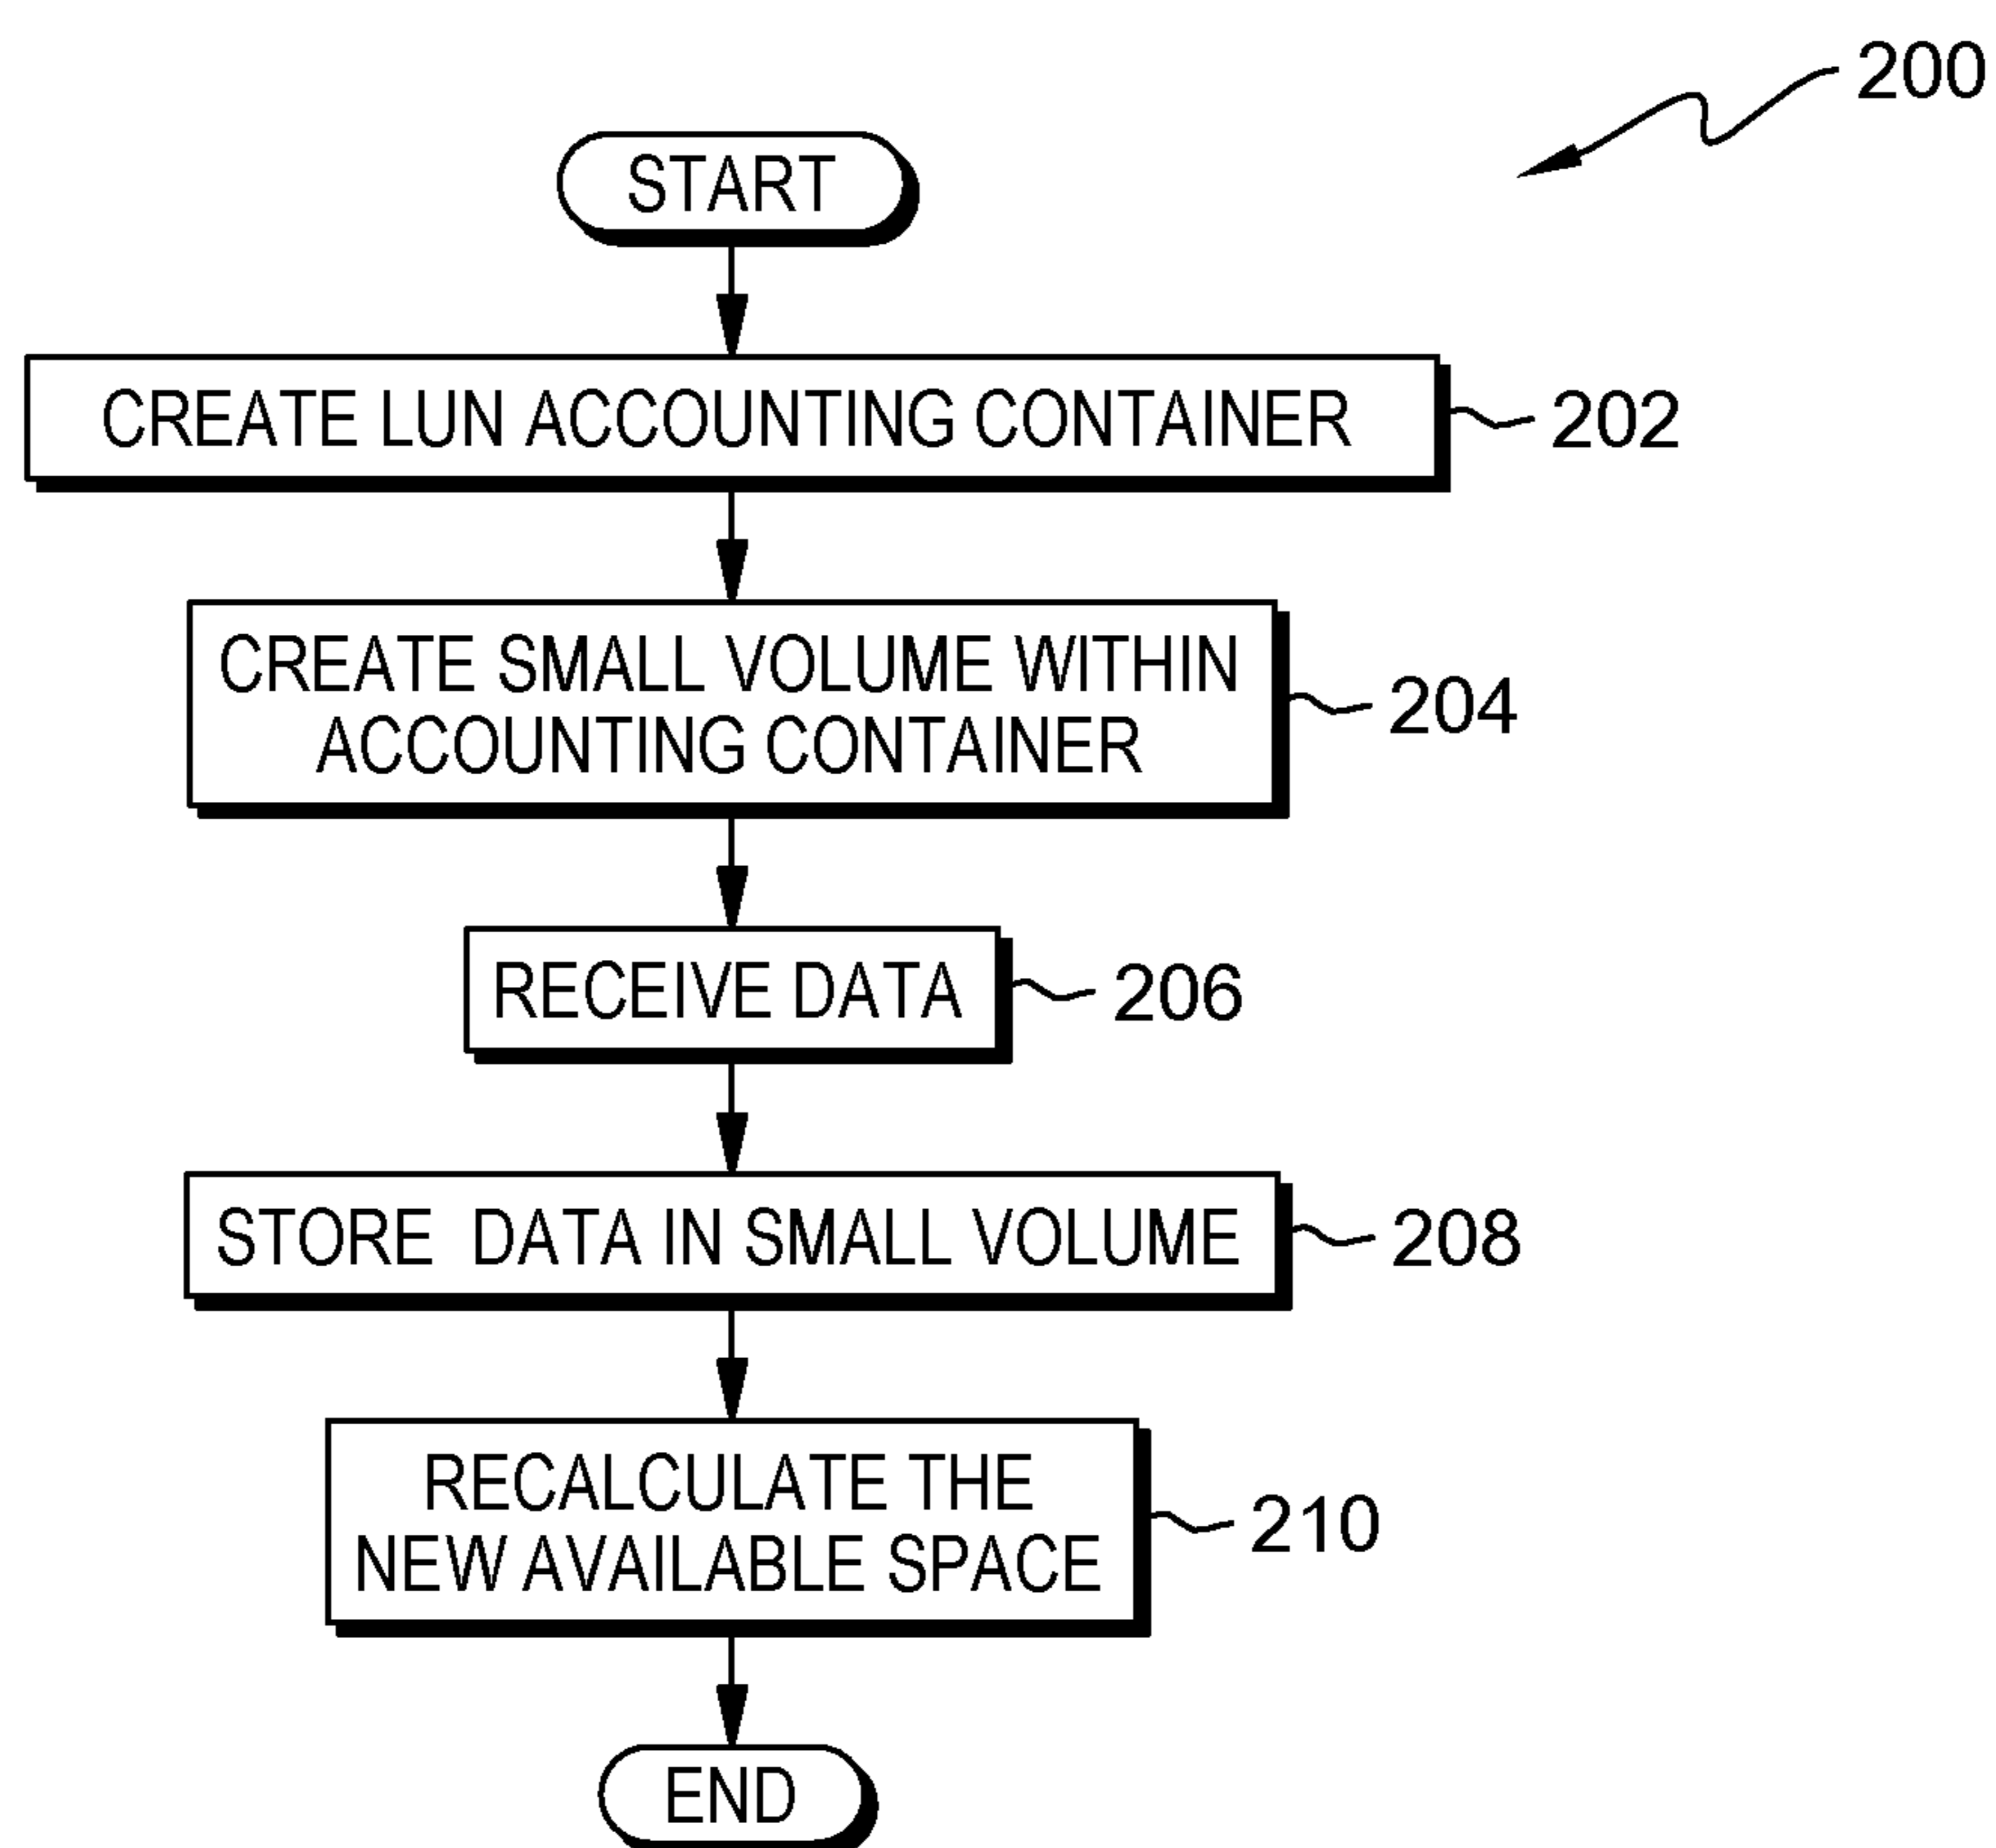 200
START
CREATE LUN ACCOUNTING CONTAINER
202
CREATE SMALL VOLUME WITHIN
ACCOUNTING CONTAINER
204
RECEIVE DATA
206
STORE DATA IN SMALL VOLUME
208
RECALCULATE THE
NEW AVAILABLE SPACE
210
END